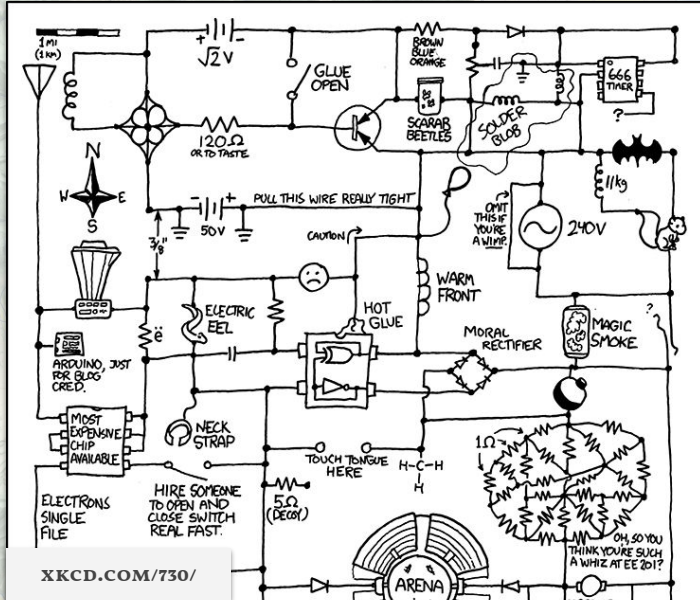 1 MI
(1 KM)
+ -
√2 V
GLUE
OPEN
BROWN
BLUE
ORANGE
666
TIMER
?
SCARAB
BEETLES
SOLDER
BLOB
120Ω
OR TO TASTE
N
W E
S
- +
50V
PULL THIS WIRE REALLY TIGHT
3/8"
CAUTION
OMIT
THIS IF
YOU'RE
A WIMP.
240V
11kg
ELECTRIC
EEL
HOT
GLUE
WARM
FRONT
MORAL
RECTIFIER
MAGIC
SMOKE
?
ë
ARDUINO, JUST
FOR BLOG
CRED.
MOST
EXPENSIVE
CHIP
AVAILABLE
NECK
STRAP
TOUCH TONGUE
HERE
H
H-C-H
H
1Ω
HIRE SOMEONE
TO OPEN AND
CLOSE SWITCH
REAL FAST.
5Ω
(DECOY)
ELECTRONS
SINGLE
FILE
OH, SO YOU
THINK YOU'RE SUCH
A WHIZ AT EE 201?
ARENA
XKCD.COM/730/